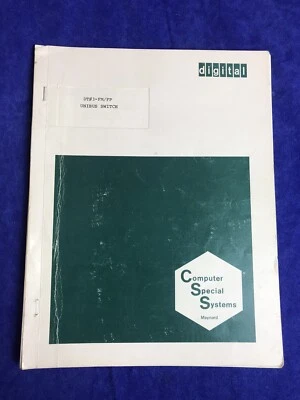 digital
UNIBUS SWITCH
Computer
Special
Systems
Maynard